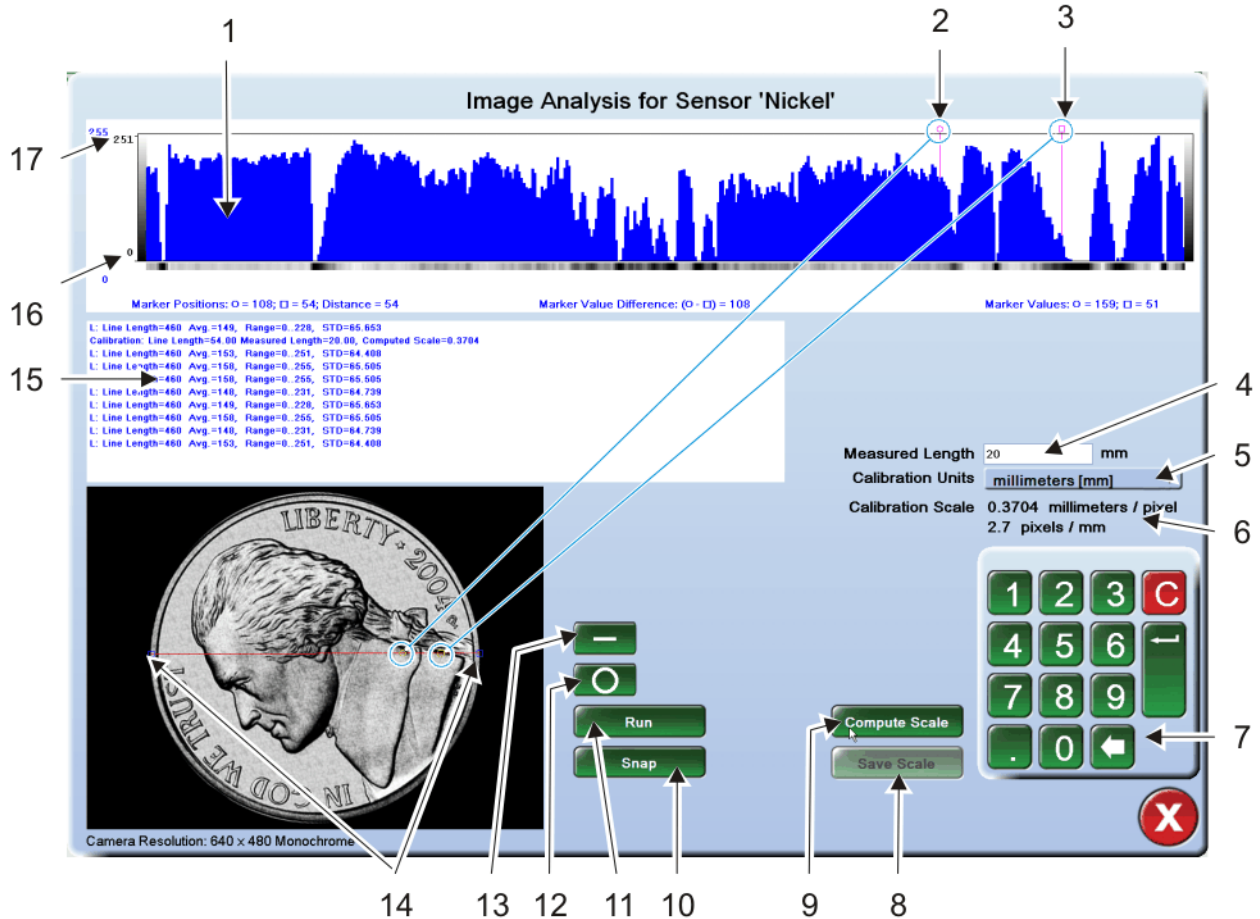 1
2
3
Image Analysis for Sensor 'Nickel'
255
251
17
0
16
0
Marker Positions: O = 108; □ = 54; Distance = 54 Marker Value Difference: (O - □) = 108 Marker Values: O = 159; □ = 51
L: Line Length=460 Avg.=149, Range=0..228, STD=65.653
Calibration: Line Length=54.00 Measured Length=20.00, Computed Scale=0.3704
L: Line Length=460 Avg.=153, Range=0..251, STD=64.408
L: Line Length=460 Avg.=158, Range=0..255, STD=65.505
15
=460 Avg.=158, Range=0..255, STD=65.505
L: Line Length=460 Avg.=148, Range=0..231, STD=64.739
L: Line Length=460 Avg.=149, Range=0..228, STD=65.653
L: Line Length=460 Avg.=158, Range=0..255, STD=65.505
L: Line Length=460 Avg.=148, Range=0..231, STD=64.739
L: Line Length=460 Avg.=153, Range=0..251, STD=64.408
4
Measured Length 20 mm
5
Calibration Units millimeters [mm]
Calibration Scale 0.3704 millimeters / pixel
2.7 pixels / mm
6
LIBERTY 2004
P
IN GOD WE TRUST
1 2 3 C
4 5 6
7 8 9
. 0
7
Run
Snap
Compute Scale
Save Scale
X
Camera Resolution: 640 x 480 Monochrome
14 13 12 11 10 9 8